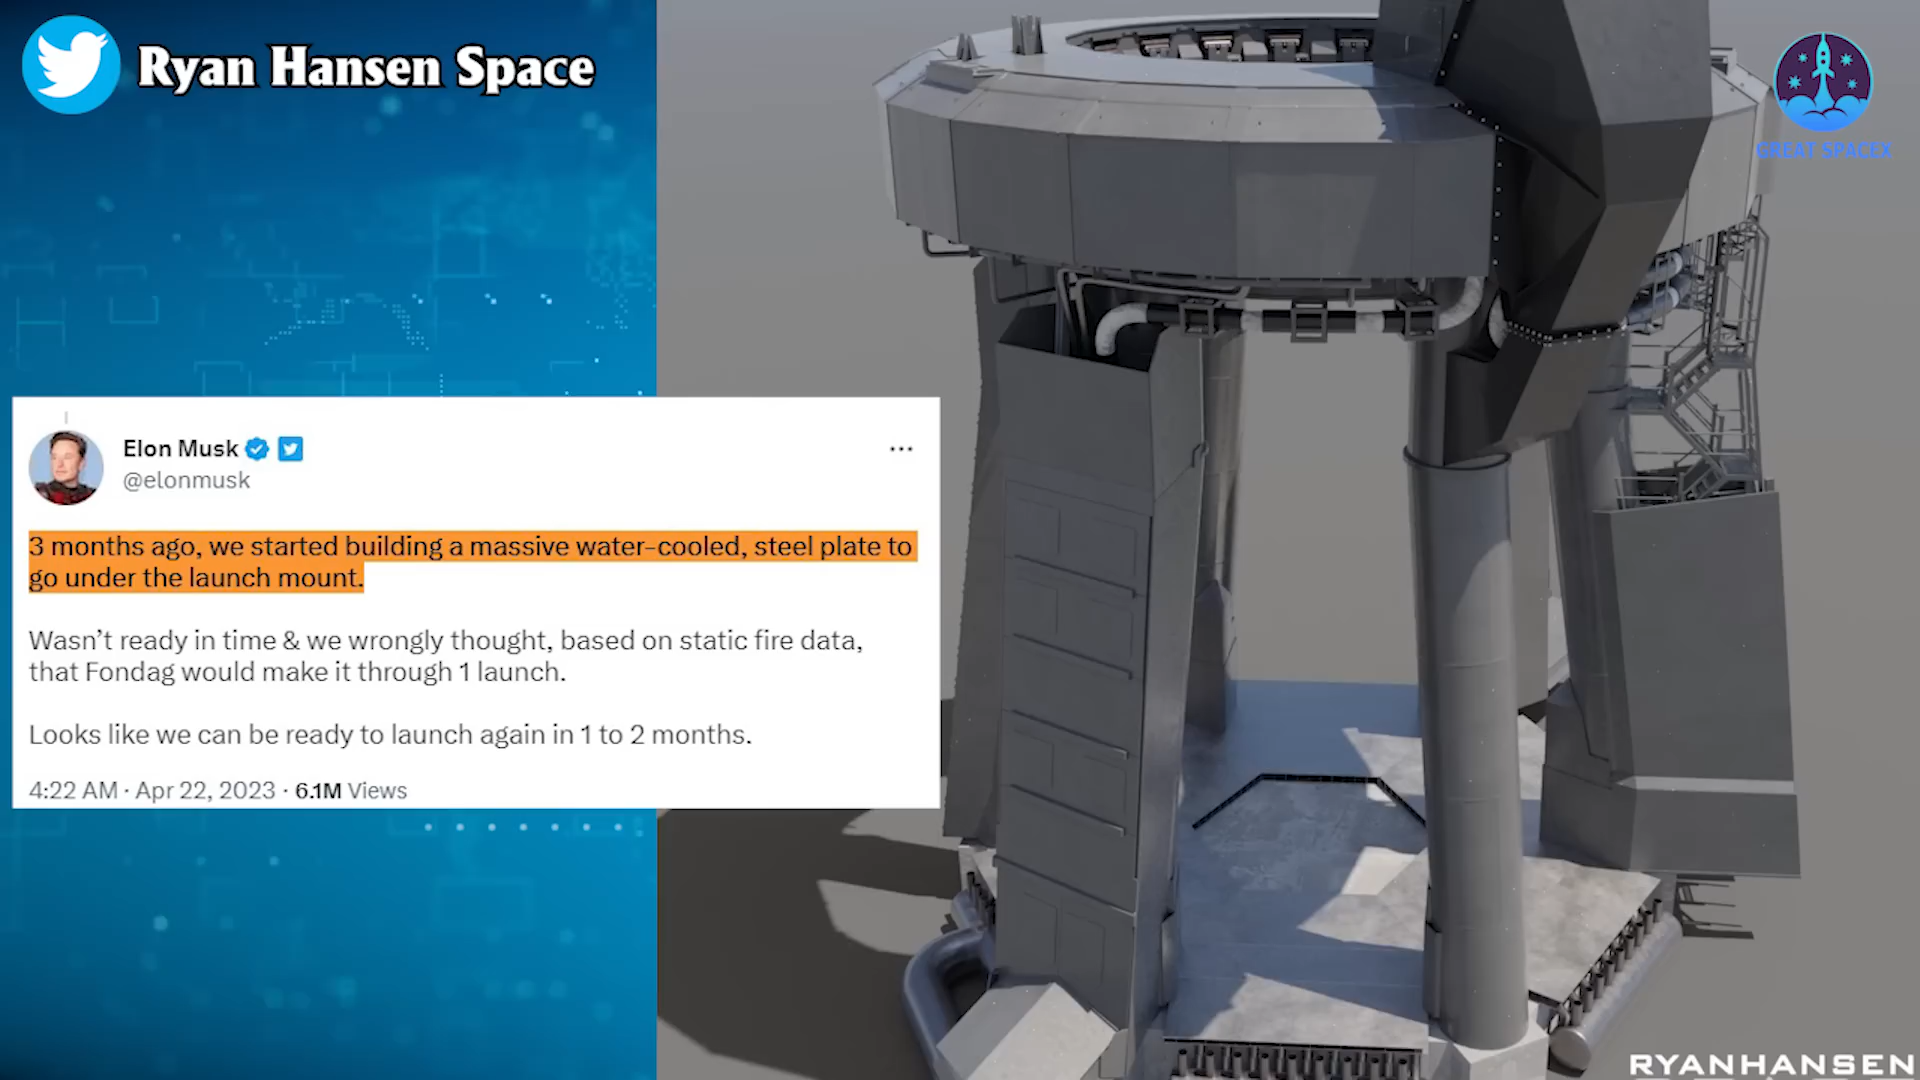 Ryan Hansen Space
GREAT SPACEX
Elon Musk
@elonmusk
3 months ago, we started building a massive water-cooled, steel plate to
go under the launch mount.
Wasn't ready in time & we wrongly thought, based on static fire data,
that Fondag would make it through 1 launch.
Looks like we can be ready to launch again in 1 to 2 months.
4:22 AM · Apr 22, 2023 · 6.1M Views
RYANHANSEN